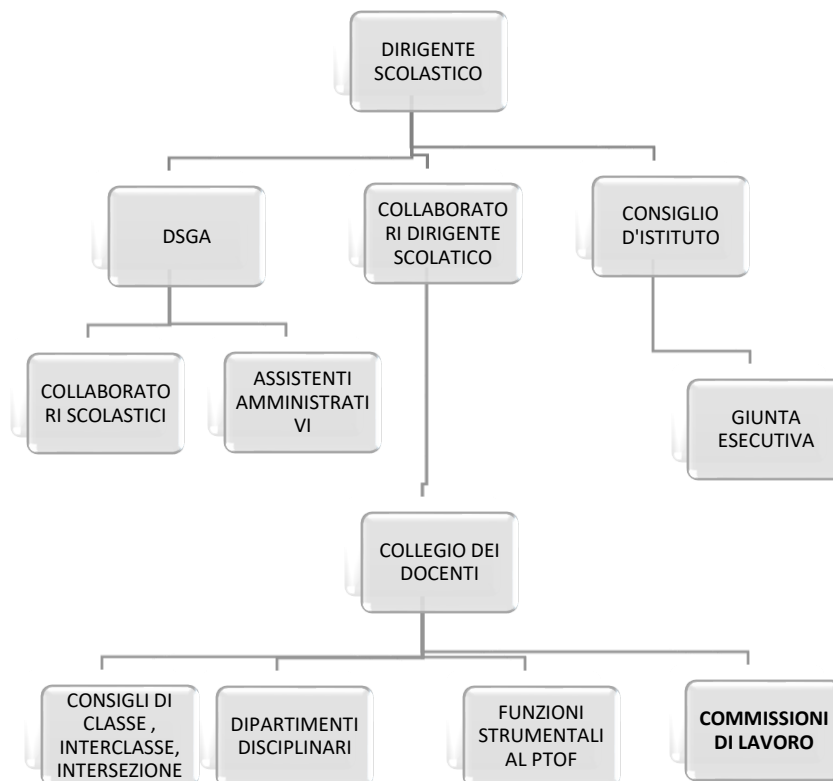 DIRIGENTE
SCOLASTICO
DSGA
COLLABORATO
RI DIRIGENTE
SCOLATICO
CONSIGLIO
D'ISTITUTO
COLLABORATO
RI SCOLASTICI
ASSISTENTI
AMMINISTRATI
VI
GIUNTA
ESECUTIVA
COLLEGIO DEI
DOCENTI
CONSIGLI DI
CLASSE ,
INTERCLASSE,
INTERSEZIONE
DIPARTIMENTI
DISCIPLINARI
FUNZIONI
STRUMENTALI
AL PTOF
COMMISSIONI
DI LAVORO